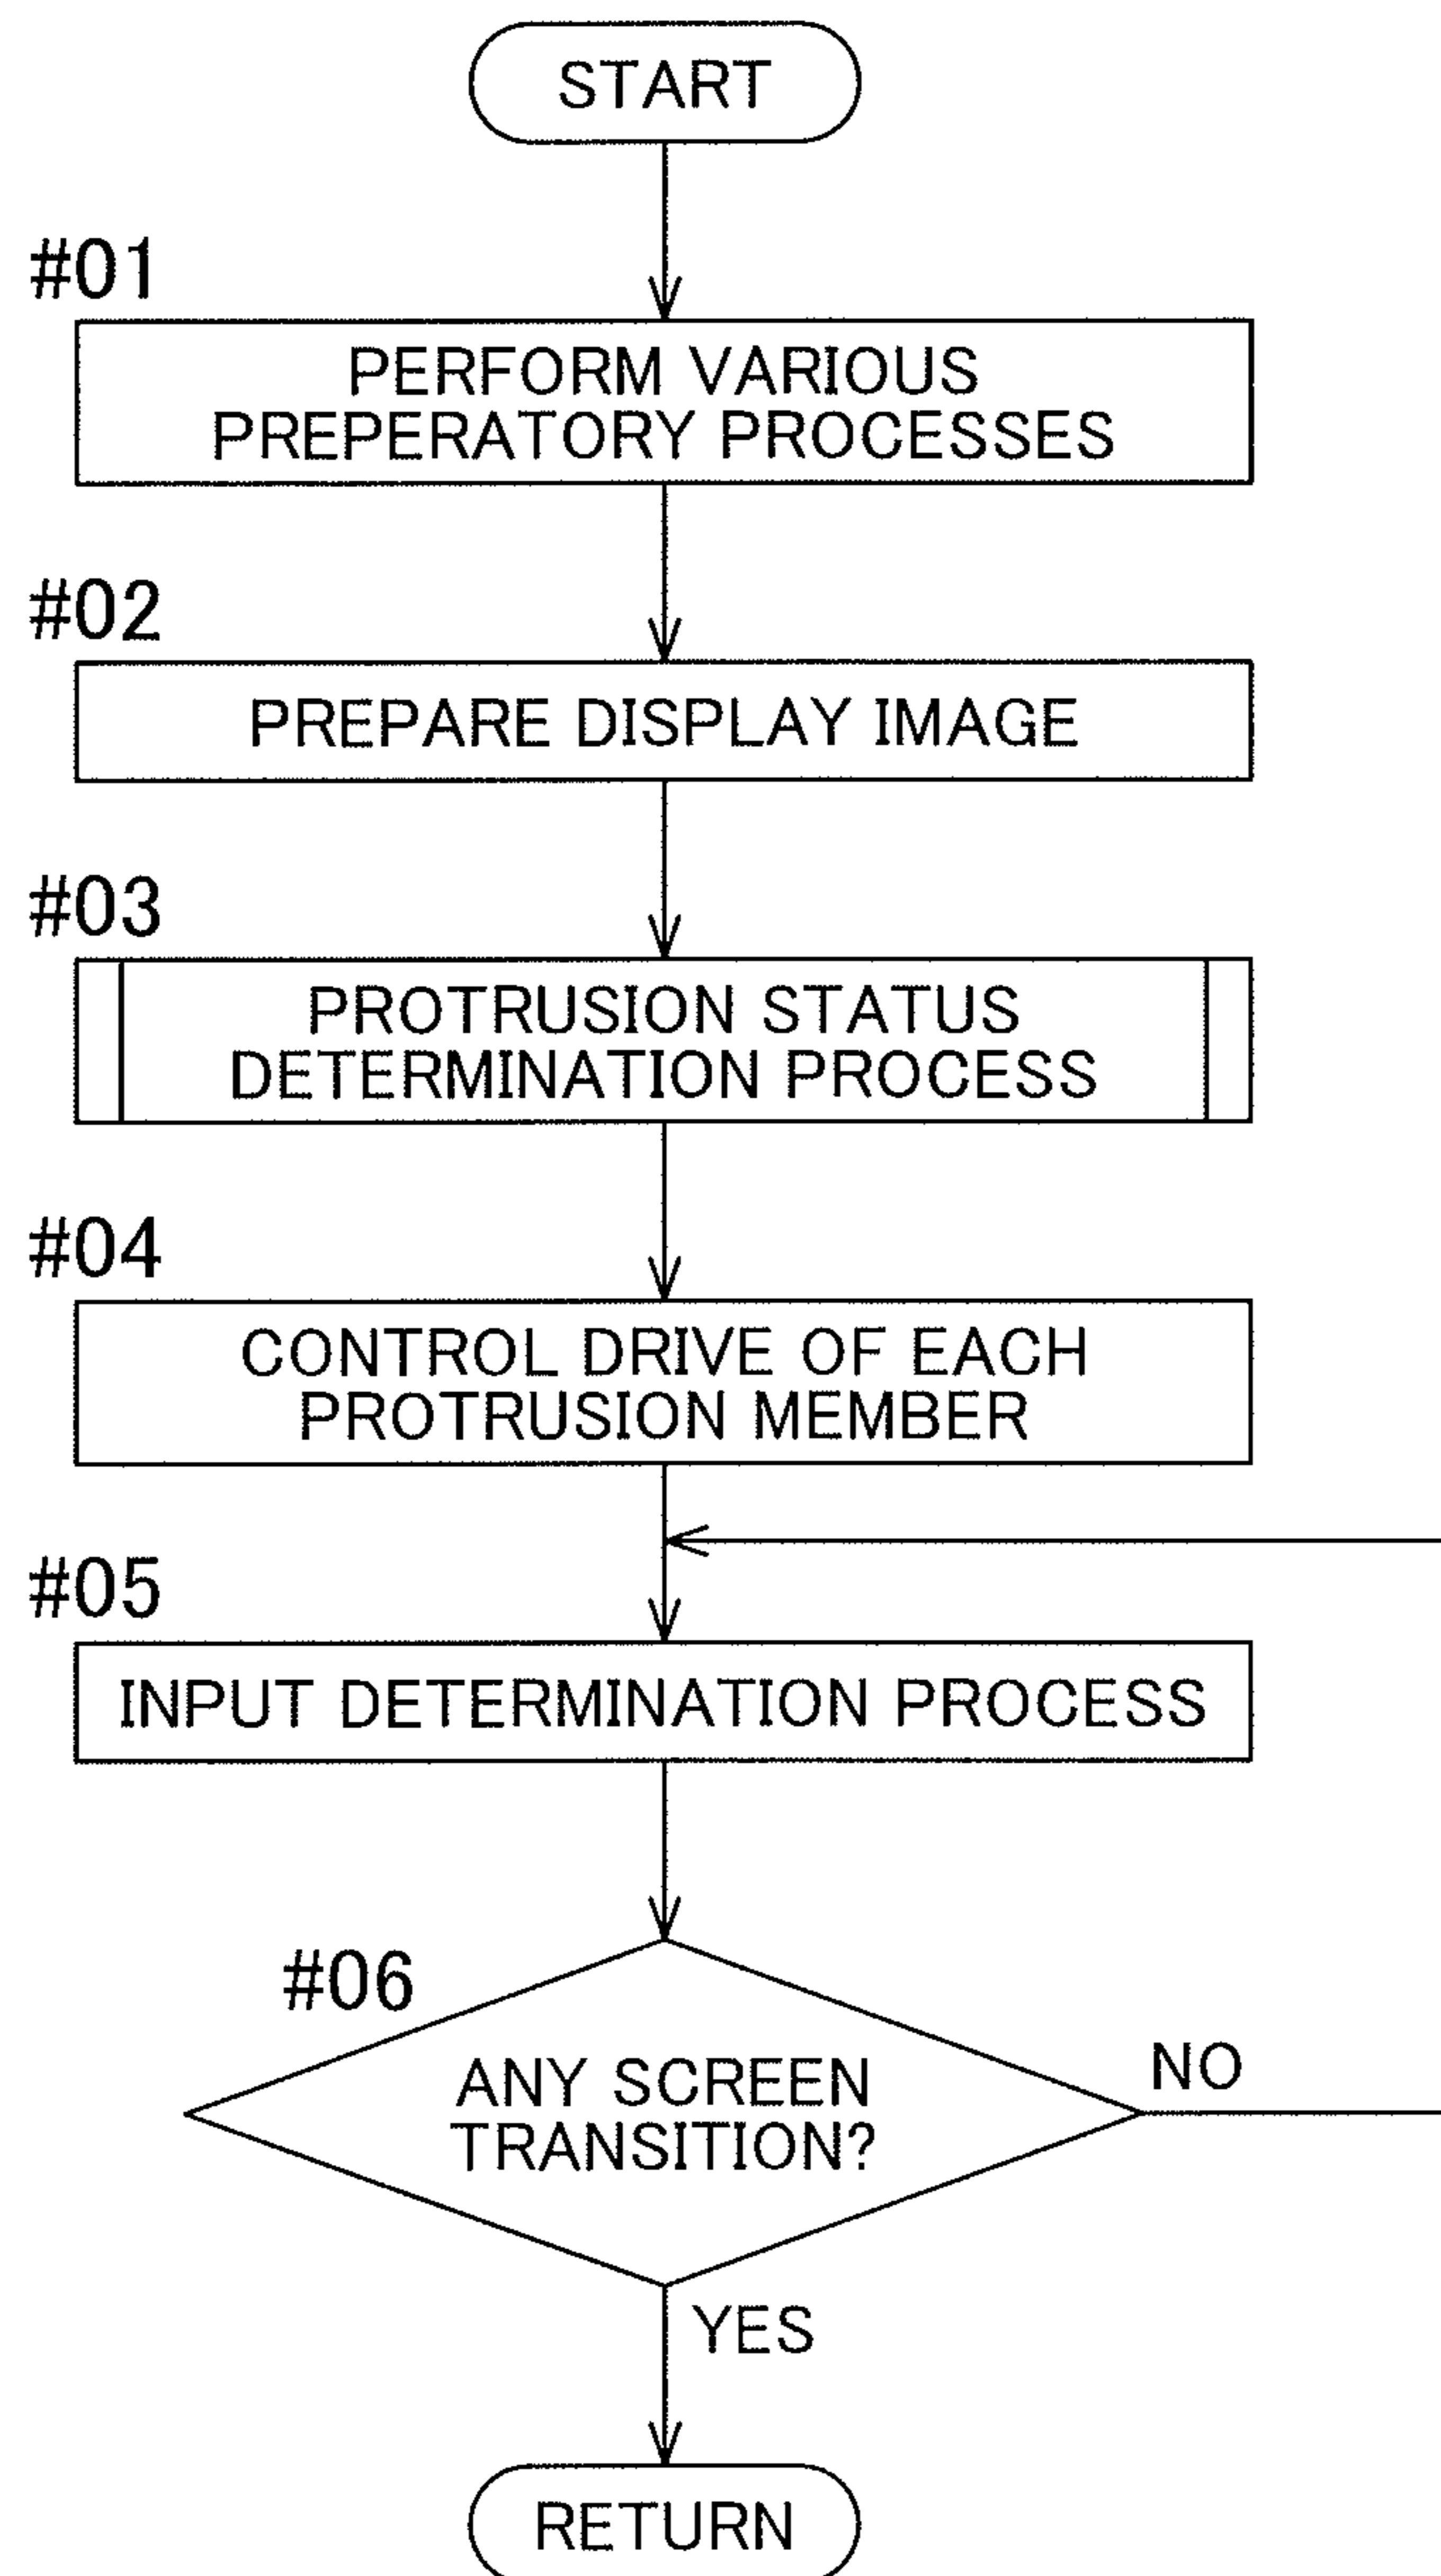 START
#01
PERFORM VARIOUS
PREPERATORY PROCESSES
#02
PREPARE DISPLAY IMAGE
#03
PROTRUSION STATUS
DETERMINATION PROCESS
#04
CONTROL DRIVE OF EACH
PROTRUSION MEMBER
#05
INPUT DETERMINATION PROCESS
#06
ANY SCREEN
TRANSITION?
NO
YES
RETURN